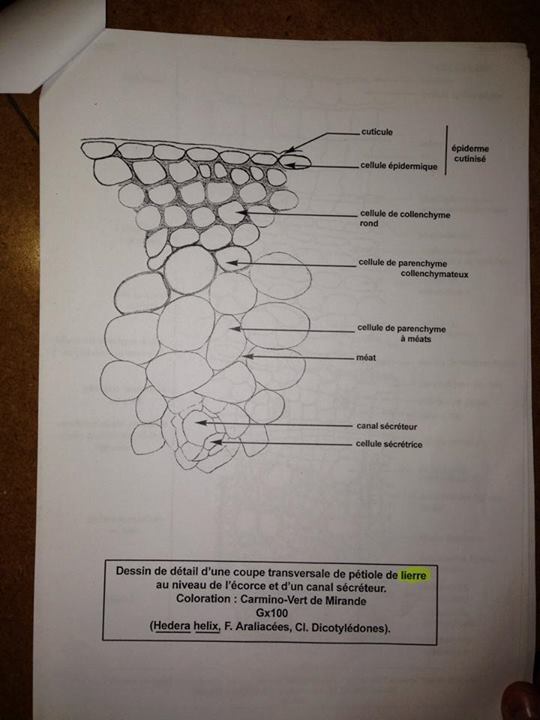 cuticule
épiderme
cutinisé
cellule épidermique
cellule de collenchyme
rond
cellule de parenchyme
collenchymateux
cellule de parenchyme
à méats
méat
canal sécréteur
cellule sécrétrice
Dessin de détail d'une coupe transversale de pétiole de lierre
au niveau de l'écorce et d'un canal sécréteur.
Coloration : Carmino-Vert de Mirande
Gx100
(Hedera helix, F. Araliacées, Cl. Dicotylédones).